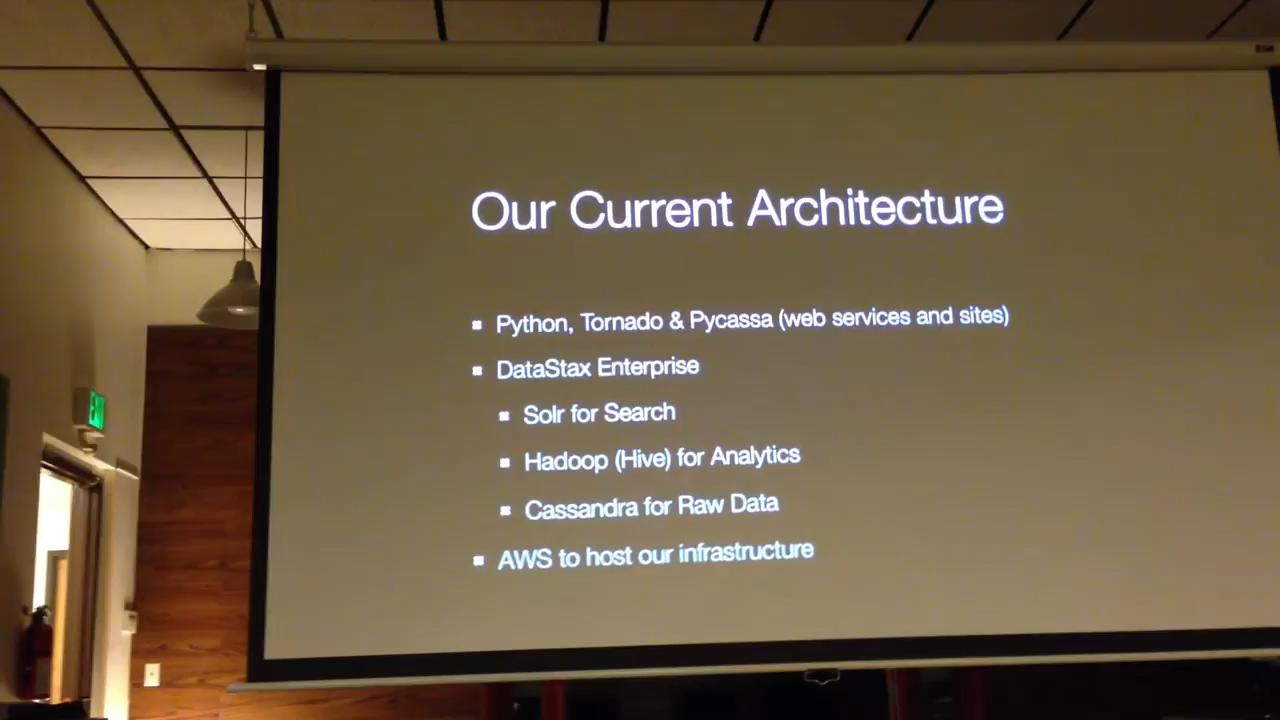 Our Current Architecture
Python, Tornado & Pycassa (web services and sites)
DataStax Enterprise
Solr for Search
Hadoop (Hive) for Analytics
Cassandra for Raw Data
AWS to host our infrastructure
EXIT